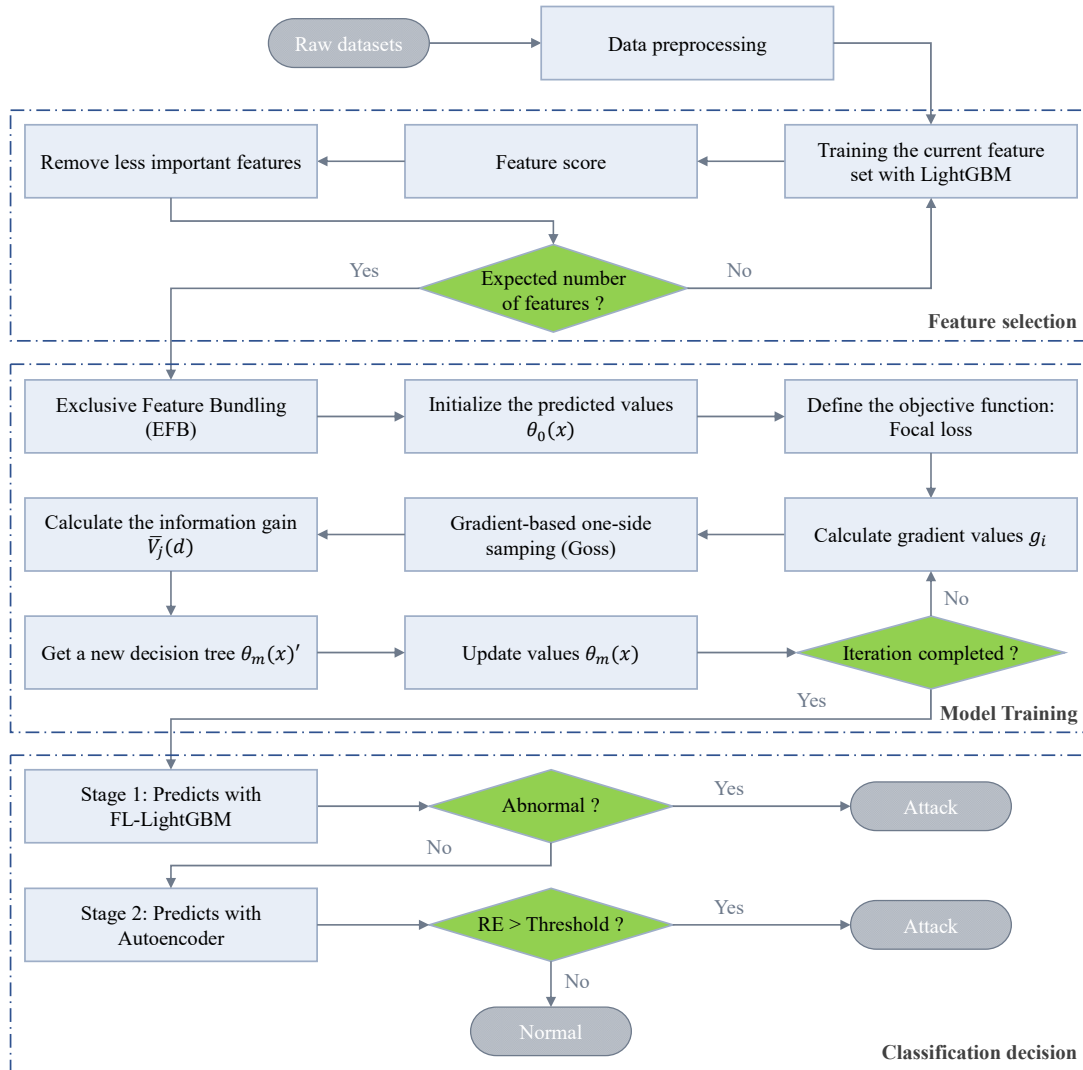 Raw datasets
Data preprocessing
Remove less important features
Feature score
Training the current feature
set with LightGBM
Yes
Expected number
of features ?
No
Feature selection
Exclusive Feature Bundling
(EFB)
Initialize the predicted values
θ₀(x)
Define the objective function:
Focal loss
Calculate the information gain
V̅ⱼ(d)
Gradient-based one-side
samping (Goss)
Calculate gradient values gᵢ
No
Get a new decision tree θₘ(x)′
Update values θₘ(x)
Iteration completed ?
Yes
Model Training
Stage 1: Predicts with
FL-LightGBM
Abnormal ?
Yes
Attack
No
Stage 2: Predicts with
Autoencoder
RE > Threshold ?
Yes
Attack
No
Normal
Classification decision